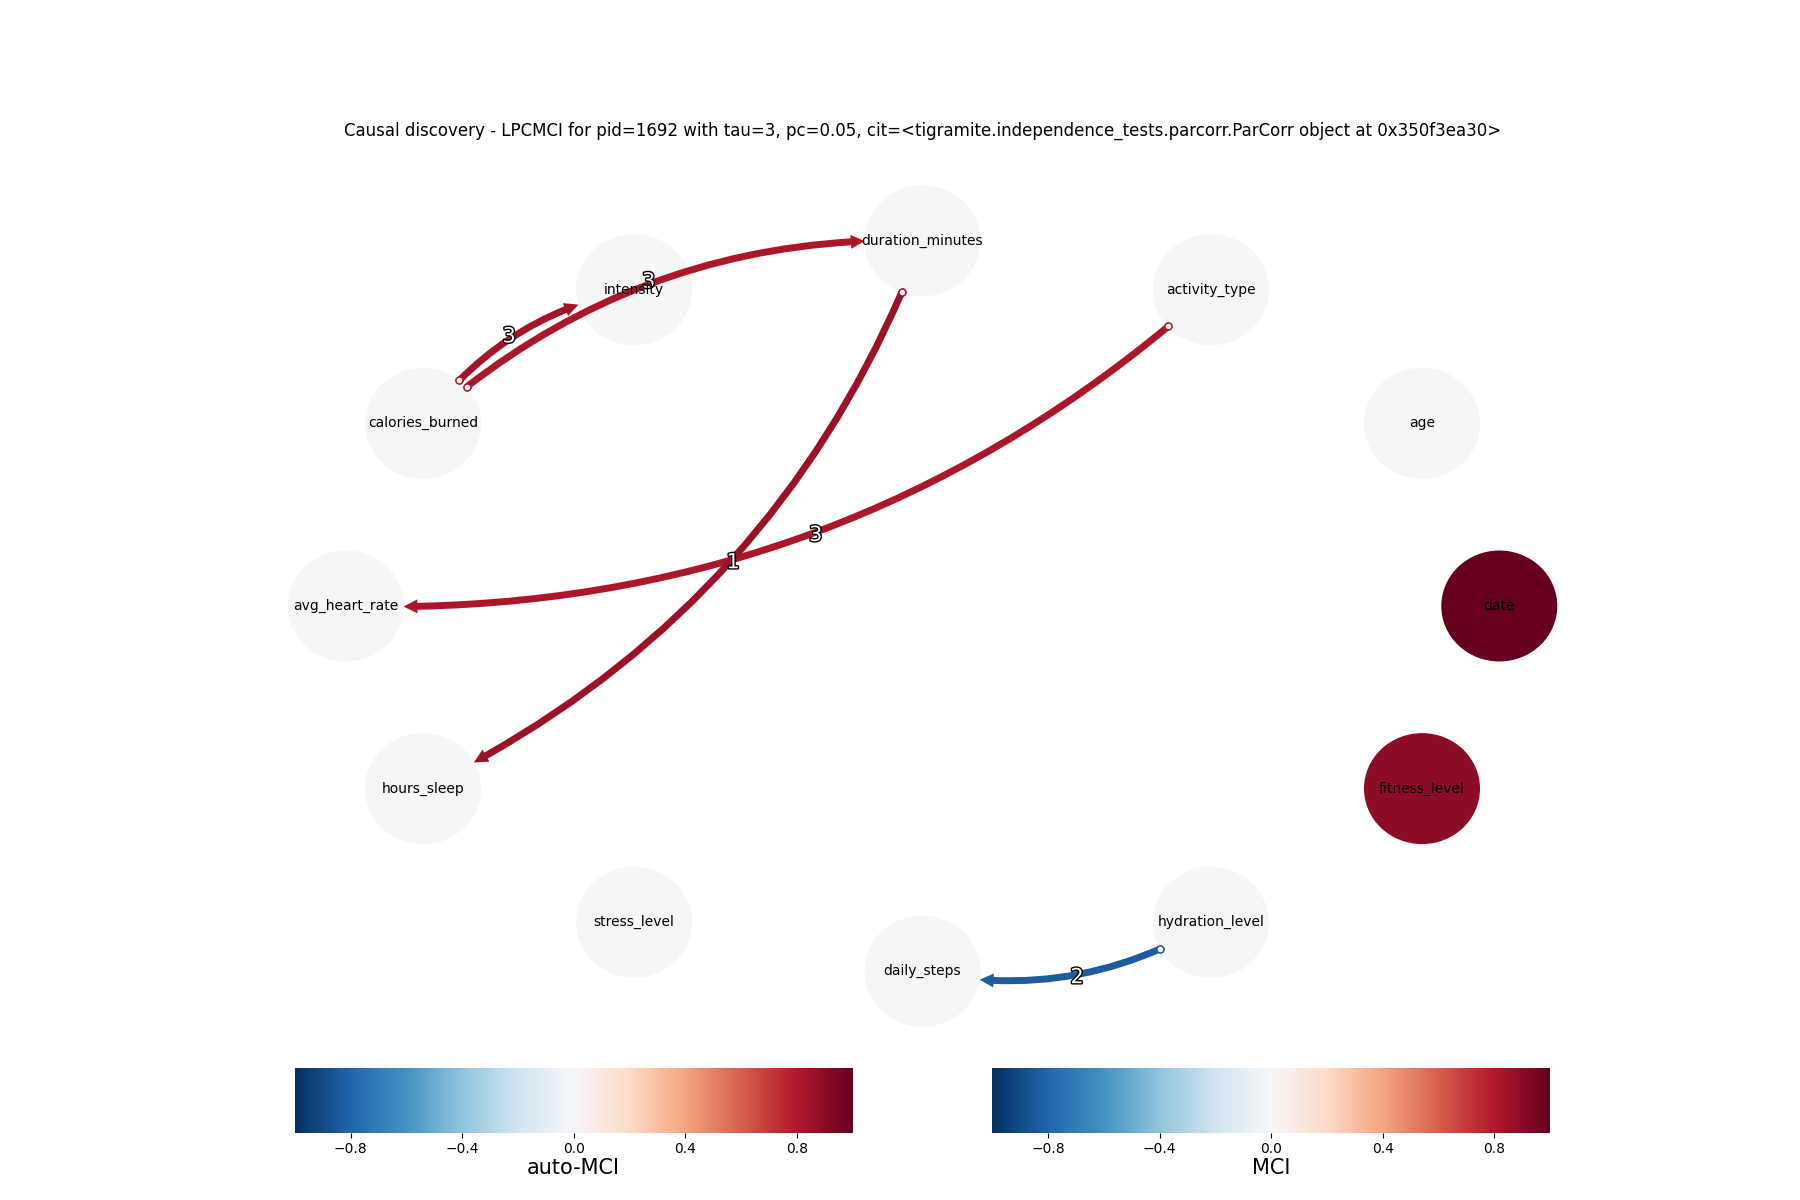 Causal discovery - LPCMCI for pid=1692 with tau=3, pc=0.05, cit=<tigramite.independence_tests.parcorr.ParCorr object at 0x350f3ea30>
duration_minutes
3
intensity
activity_type
3
calories_burned
age
3
1
avg_heart_rate
date
hours_sleep
fitness_level
stress_level
hydration_level
daily_steps
2
−0.8 −0.4 0.0 0.4 0.8
auto-MCI
−0.8 −0.4 0.0 0.4 0.8
MCI